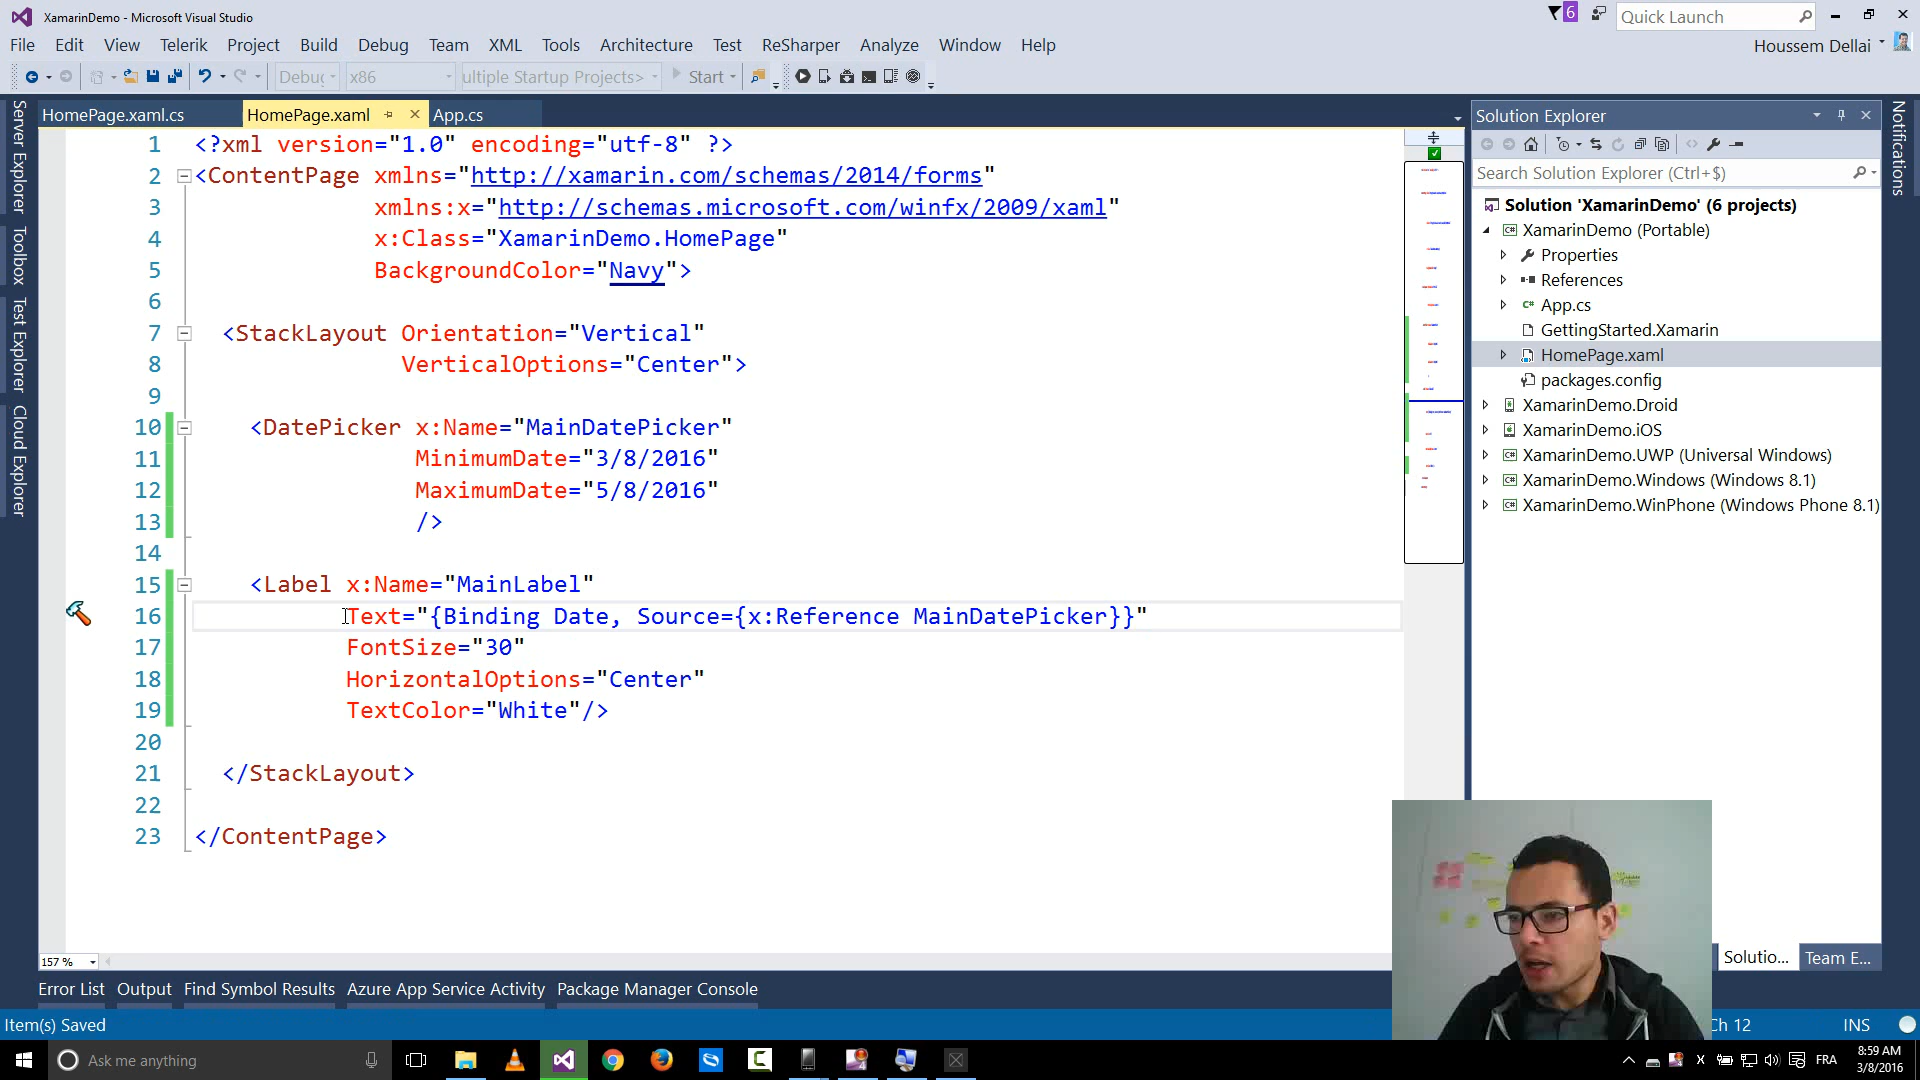 XamarinDemo - Microsoft Visual Studio
6
Quick Launch
File Edit View Telerik Project Build Debug Team XML Tools Architecture Test ReSharper Analyze Window Help
Houssem Dellai
Debug x86 ultiple Startup Projects> Start
HomePage.xaml.cs HomePage.xaml App.cs
Server Explorer
Toolbox
Test Explorer
Cloud Explorer
1 <?xml version="1.0" encoding="utf-8" ?>
2 <ContentPage xmlns="http://xamarin.com/schemas/2014/forms"
3 xmlns:x="http://schemas.microsoft.com/winfx/2009/xaml"
4 x:Class="XamarinDemo.HomePage"
5 BackgroundColor="Navy">
6
7 <StackLayout Orientation="Vertical"
8 VerticalOptions="Center">
9
10 <DatePicker x:Name="MainDatePicker"
11 MinimumDate="3/8/2016"
12 MaximumDate="5/8/2016"
13 />
14
15 <Label x:Name="MainLabel"
16 Text="{Binding Date, Source={x:Reference MainDatePicker}}"
17 FontSize="30"
18 HorizontalOptions="Center"
19 TextColor="White"/>
20
21 </StackLayout>
22
23 </ContentPage>
157 %
Solution Explorer
Search Solution Explorer (Ctrl+$)
Solution 'XamarinDemo' (6 projects)
XamarinDemo (Portable)
Properties
References
App.cs
GettingStarted.Xamarin
HomePage.xaml
packages.config
XamarinDemo.Droid
XamarinDemo.iOS
XamarinDemo.UWP (Universal Windows)
XamarinDemo.Windows (Windows 8.1)
XamarinDemo.WinPhone (Windows Phone 8.1)
Notifications
Solutio... Team E...
Error List Output Find Symbol Results Azure App Service Activity Package Manager Console
Item(s) Saved
Ch 12 INS
Ask me anything
FRA
8:59 AM
3/8/2016